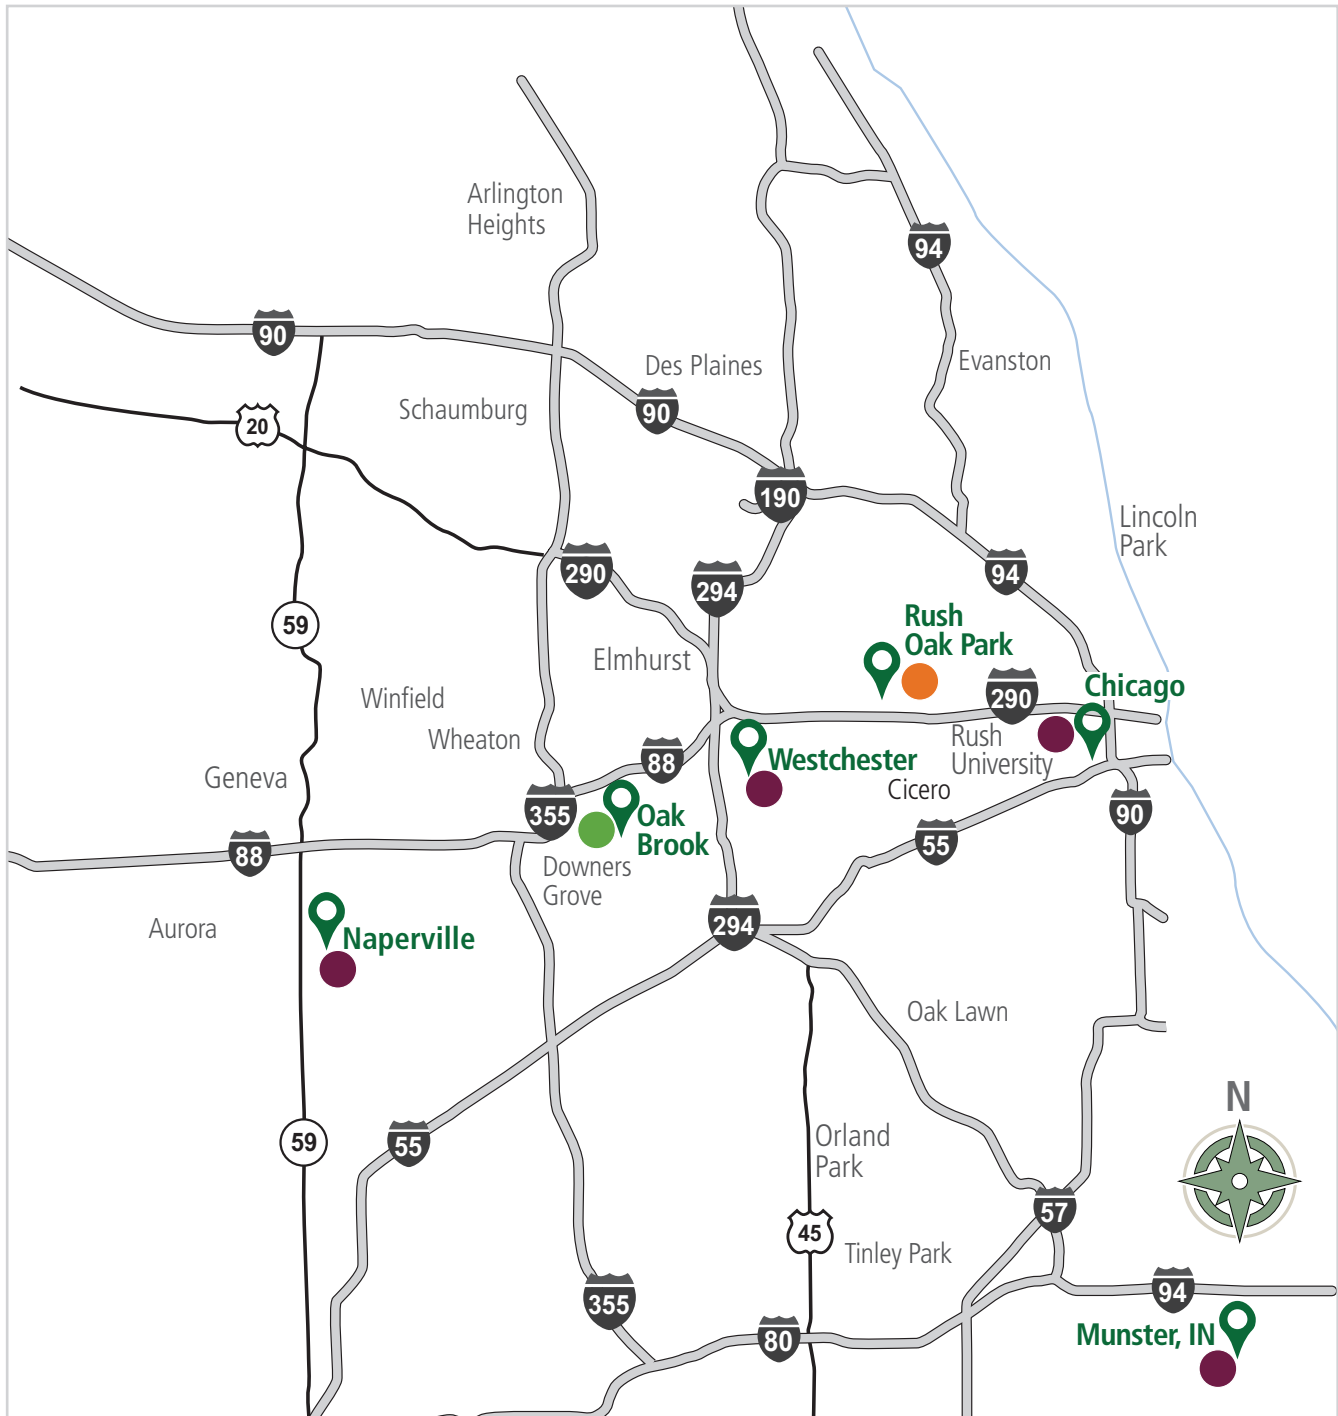 Arlington
Heights
94
90
Des Plaines
Evanston
90
Schaumburg
20
190
Lincoln
Park
290
94
294
59
Rush
Oak Park
Elmhurst
Winfield
290
Chicago
Wheaton
Rush
University
88
Westchester
Geneva
Cicero
355
Oak
Brook
90
55
88
Downers
Grove
294
Aurora
Naperville
Oak Lawn
N
59
55
Orland
Park
57
45
Tinley Park
355
94
80
Munster, IN